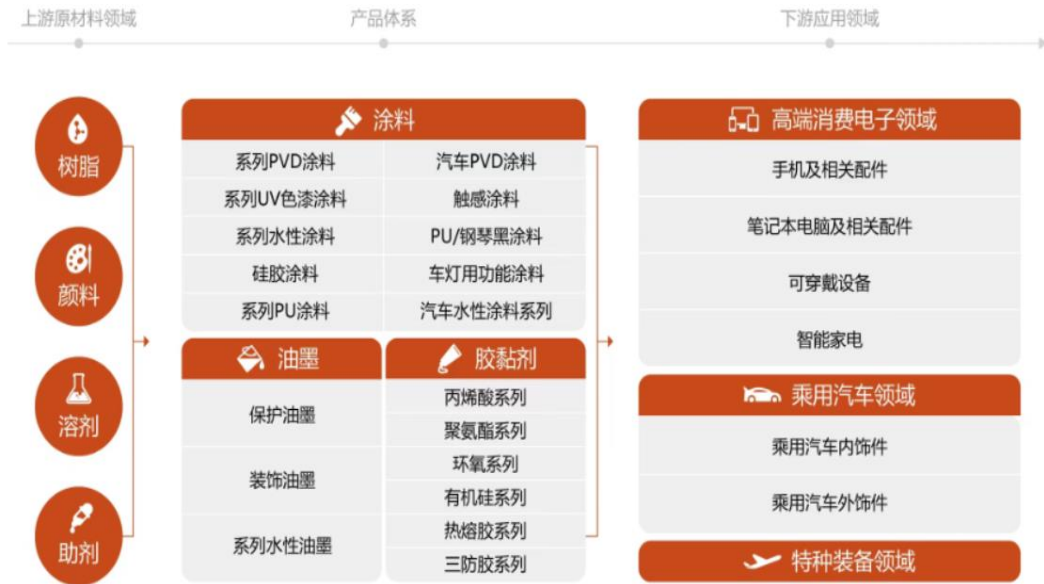 上游原材料领域
产品体系
下游应用领域
树脂
颜料
溶剂
助剂
涂料
系列PVD涂料
汽车PVD涂料
系列UV色漆涂料
触感涂料
系列水性涂料
PU/钢琴黑涂料
硅胶涂料
车灯用功能涂料
系列PU涂料
汽车水性涂料系列
油墨
保护油墨
装饰油墨
系列水性油墨
胶黏剂
丙烯酸系列
聚氨酯系列
环氧系列
有机硅系列
热熔胶系列
三防胶系列
高端消费电子领域
手机及相关配件
笔记本电脑及相关配件
可穿戴设备
智能家电
乘用汽车领域
乘用汽车内饰件
乘用汽车外饰件
特种装备领域